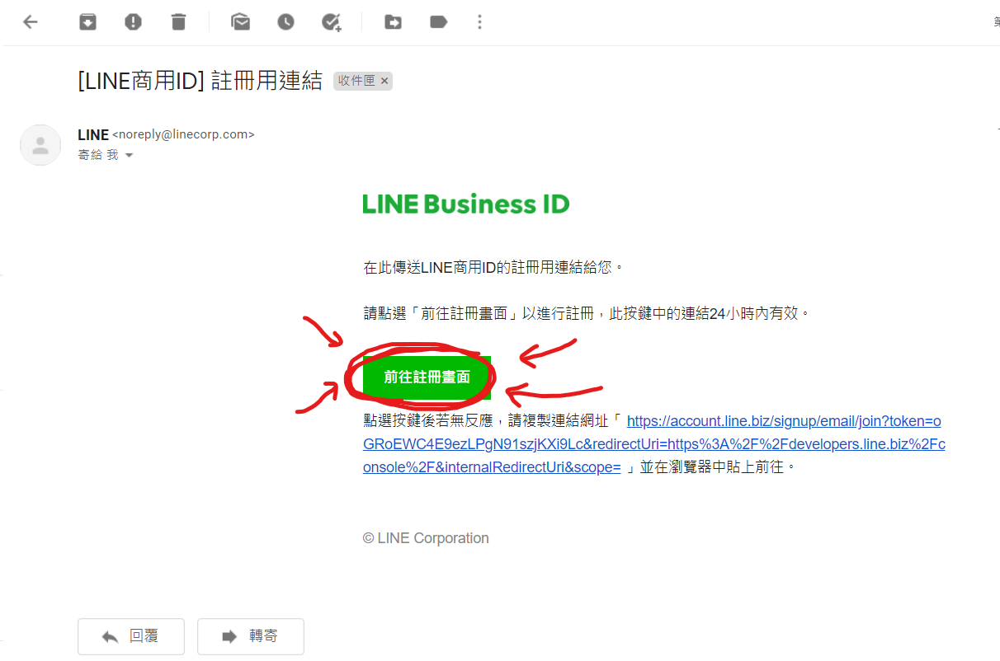 [LINE商用ID] 註冊用連結 收件匣 ×
LINE <noreply@linecorp.com>
寄給 我
LINE Business ID
在此傳送LINE商用ID的註冊用連結給您。
請點選「前往註冊畫面」以進行註冊，此按鍵中的連結24小時內有效。
前往註冊畫面
點選按鍵後若無反應，請複製連結網址「 https://account.line.biz/signup/email/join?token=o
GRoEWC4E9ezLPgN91szjKXi9Lc&redirectUri=https%3A%2F%2Fdevelopers.line.biz%2Fc
onsole%2F&internalRedirectUri&scope= 」並在瀏覽器中貼上前往。
© LINE Corporation
回覆
轉寄